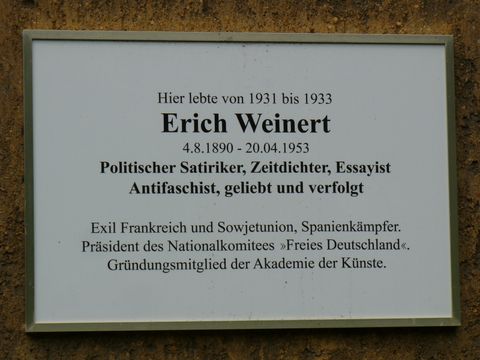 Hier lebte von 1931 bis 1933
Erich Weinert
4.8.1890 - 20.04.1953
Politischer Satiriker, Zeitdichter, Essayist
Antifaschist, geliebt und verfolgt
Exil Frankreich und Sowjetunion, Spanienkämpfer.
Präsident des Nationalkomitees »Freies Deutschland«.
Gründungsmitglied der Akademie der Künste.